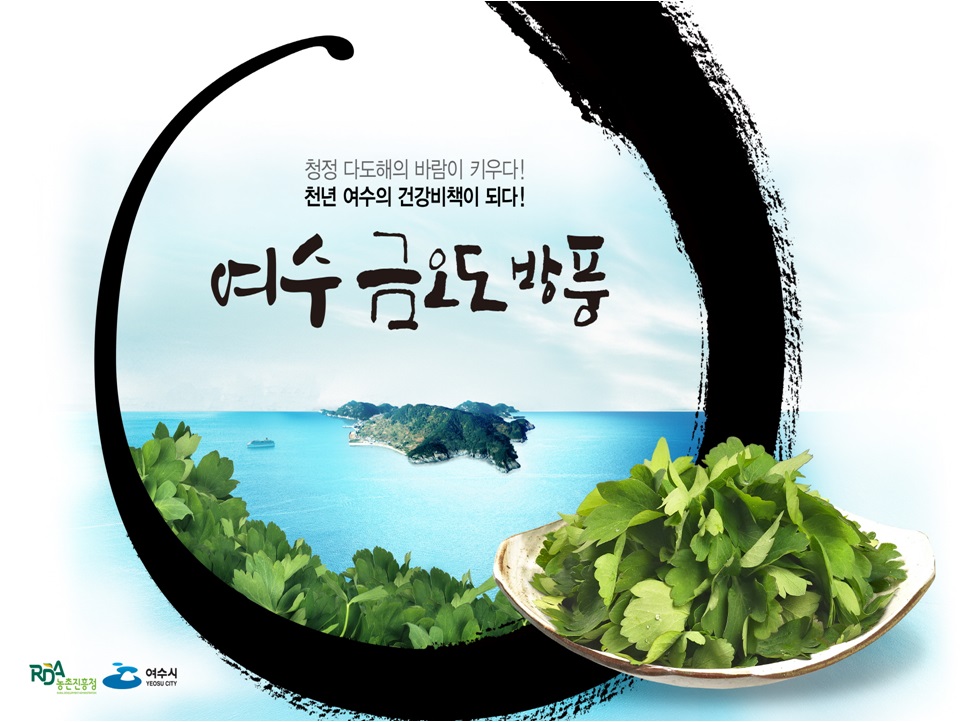 청정 다도해의 바람이 키우다!
천년 여수의 건강비책이 되다!
여수 금오도 방풍
RDA
농촌진흥청
여수시
YEOSU CITY